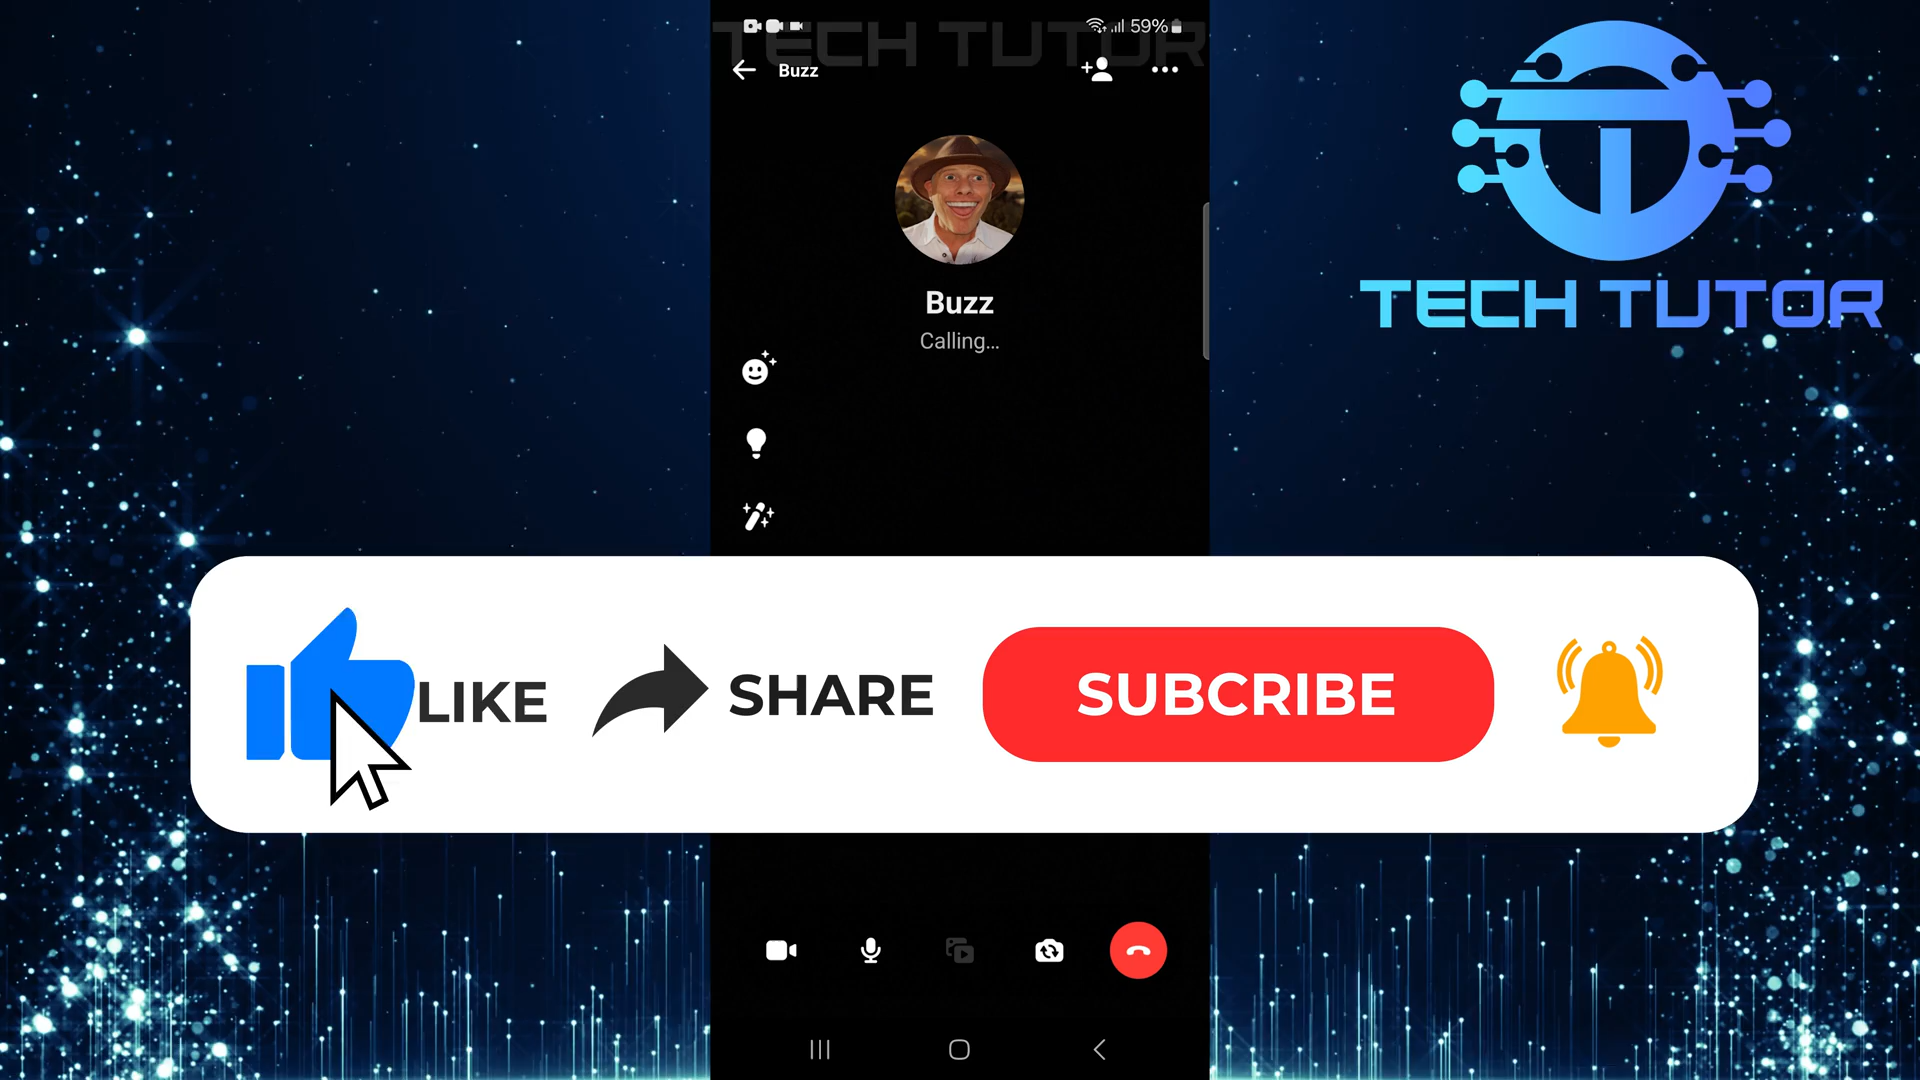 TECH TUTOR
59%
Buzz
Buzz
Calling...
TECH TUTOR
LIKE
SHARE
SUBCRIBE